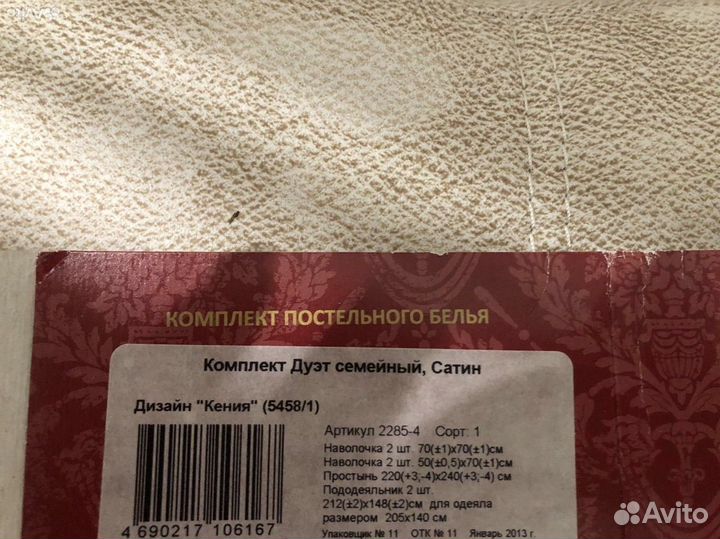 КОМПЛЕКТ ПОСТЕЛЬНОГО БЕЛЬЯ
Комплект Дуэт семейный, Сатин
Дизайн "Кения" (5458/1)
Артикул 2285-4 Сорт: 1
Наволочка 2 шт. 70(±1)х70(±1)см
Наволочка 2 шт. 50(±0,5)х70(±1)см
Простынь 220(+3;-4)х240(+3;-4) см
Пододеяльник 2 шт.
212(±2)х148(±2)см для одеяла
размером 205х140 см
Упаковщик № 11 ОТК № 11 Январь 2013 г.
4 690217 106167
Avito